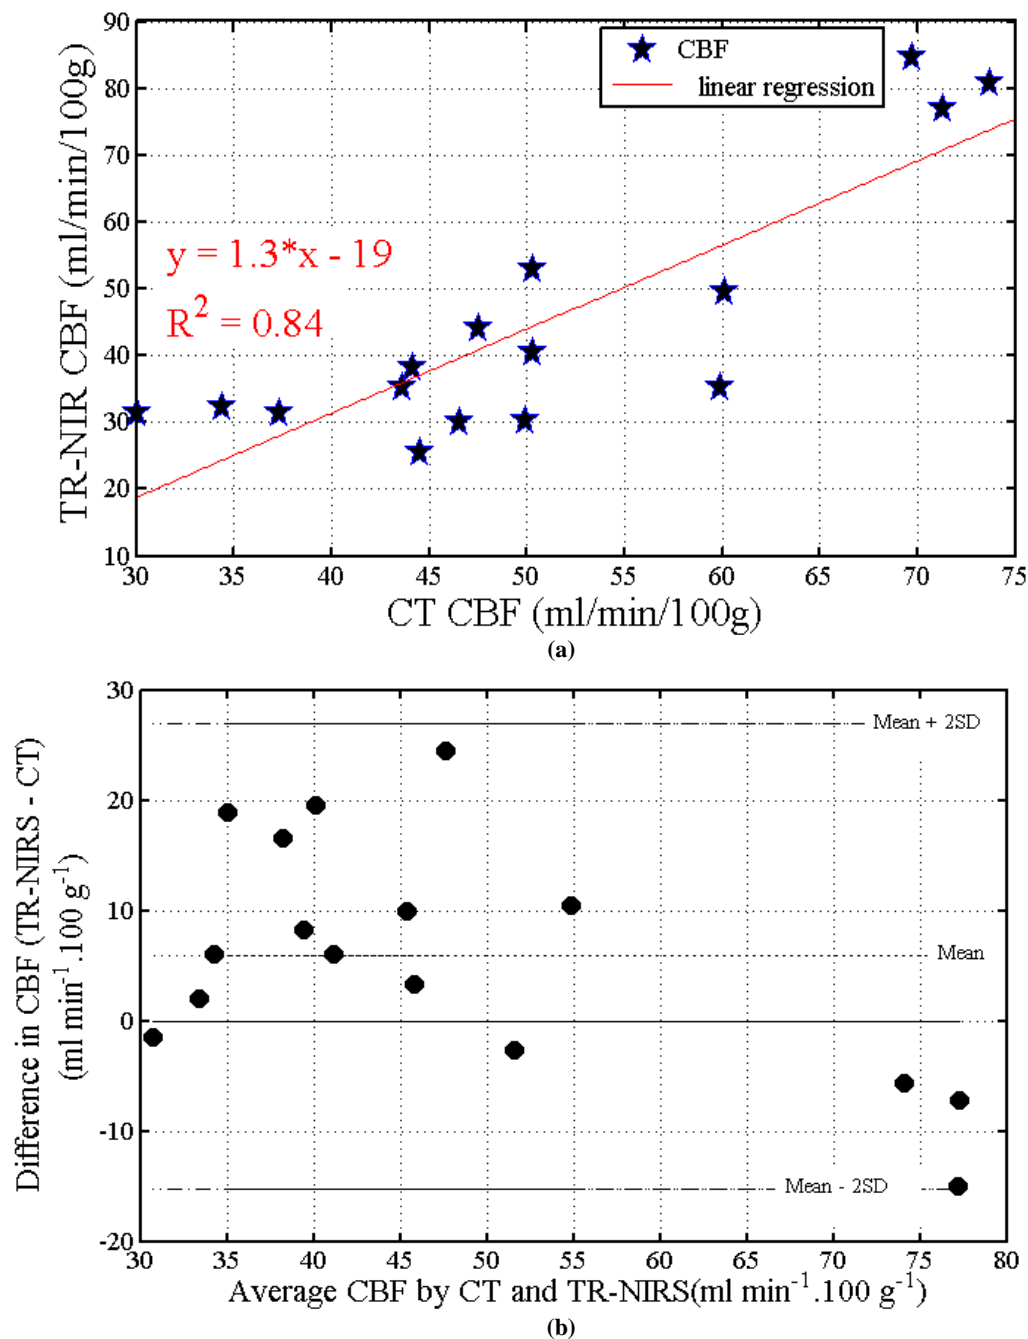 90
80
70
60
50
40
30
20
10
TR-NIR CBF (ml/min/100g)
CBF
linear regression
y = 1.3*x - 19
R² = 0.84
30 35 40 45 50 55 60 65 70 75
CT CBF (ml/min/100g)
(a)
30
20
10
0
-10
-20
Difference in CBF (TR-NIRS - CT)
(ml min⁻¹.100 g⁻¹)
Mean + 2SD
Mean
Mean - 2SD
30 35 40 45 50 55 60 65 70 75 80
Average CBF by CT and TR-NIRS(ml min⁻¹.100 g⁻¹)
(b)